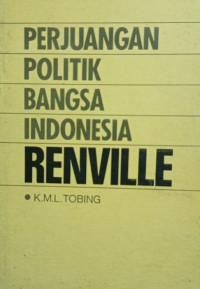 PERJUANGAN
POLITIK
BANGSA
INDONESIA
RENVILLE
● K.M.L. TOBING